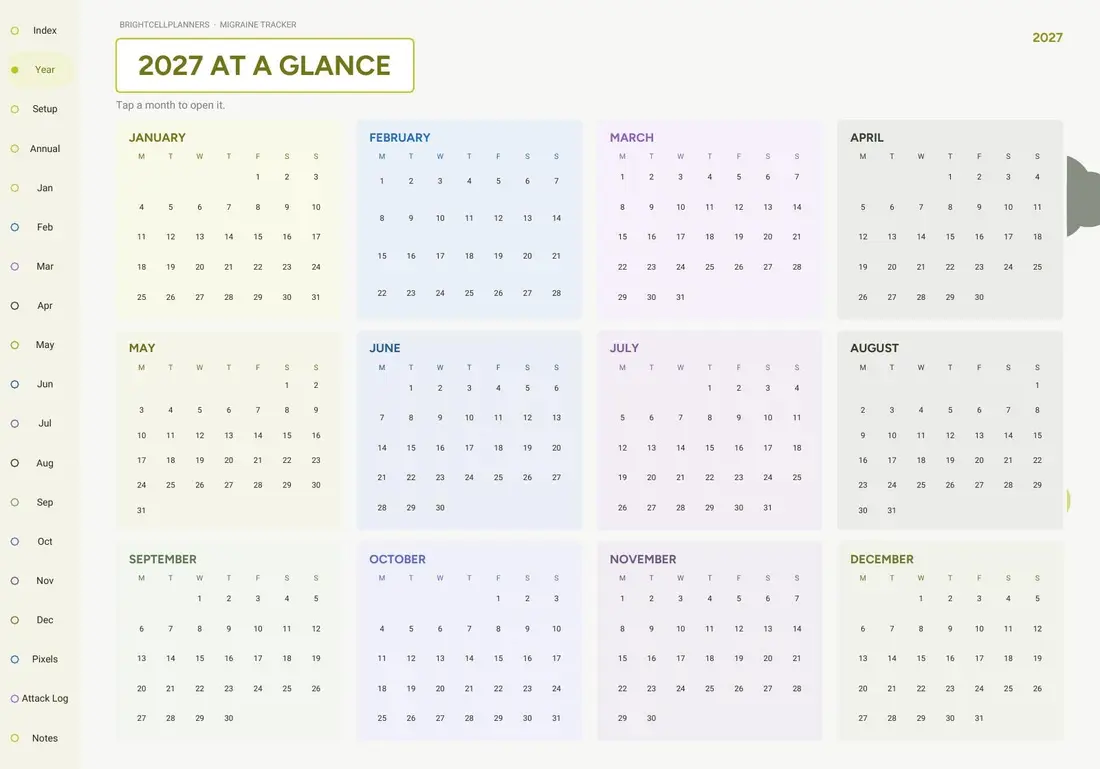 Index
Year
Setup
Annual
Jan
Feb
Mar
Apr
May
Jun
Jul
Aug
Sep
Oct
Nov
Dec
Pixels
Attack Log
Notes
BRIGHTCELLPLANNERS · MIGRAINE TRACKER
2027
2027 AT A GLANCE
Tap a month to open it.
JANUARY
M T W T F S S
1 2 3
4 5 6 7 8 9 10
11 12 13 14 15 16 17
18 19 20 21 22 23 24
25 26 27 28 29 30 31
FEBRUARY
M T W T F S S
1 2 3 4 5 6 7
8 9 10 11 12 13 14
15 16 17 18 19 20 21
22 23 24 25 26 27 28
MARCH
M T W T F S S
1 2 3 4 5 6 7
8 9 10 11 12 13 14
15 16 17 18 19 20 21
22 23 24 25 26 27 28
29 30 31
APRIL
M T W T F S S
1 2 3 4
5 6 7 8 9 10 11
12 13 14 15 16 17 18
19 20 21 22 23 24 25
26 27 28 29 30
MAY
M T W T F S S
1 2
3 4 5 6 7 8 9
10 11 12 13 14 15 16
17 18 19 20 21 22 23
24 25 26 27 28 29 30
31
JUNE
M T W T F S S
1 2 3 4 5 6
7 8 9 10 11 12 13
14 15 16 17 18 19 20
21 22 23 24 25 26 27
28 29 30
JULY
M T W T F S S
1 2 3 4
5 6 7 8 9 10 11
12 13 14 15 16 17 18
19 20 21 22 23 24 25
26 27 28 29 30 31
AUGUST
M T W T F S S
1
2 3 4 5 6 7 8
9 10 11 12 13 14 15
16 17 18 19 20 21 22
23 24 25 26 27 28 29
30 31
SEPTEMBER
M T W T F S S
1 2 3 4 5
6 7 8 9 10 11 12
13 14 15 16 17 18 19
20 21 22 23 24 25 26
27 28 29 30
OCTOBER
M T W T F S S
1 2 3
4 5 6 7 8 9 10
11 12 13 14 15 16 17
18 19 20 21 22 23 24
25 26 27 28 29 30 31
NOVEMBER
M T W T F S S
1 2 3 4 5 6 7
8 9 10 11 12 13 14
15 16 17 18 19 20 21
22 23 24 25 26 27 28
29 30
DECEMBER
M T W T F S S
1 2 3 4 5
6 7 8 9 10 11 12
13 14 15 16 17 18 19
20 21 22 23 24 25 26
27 28 29 30 31